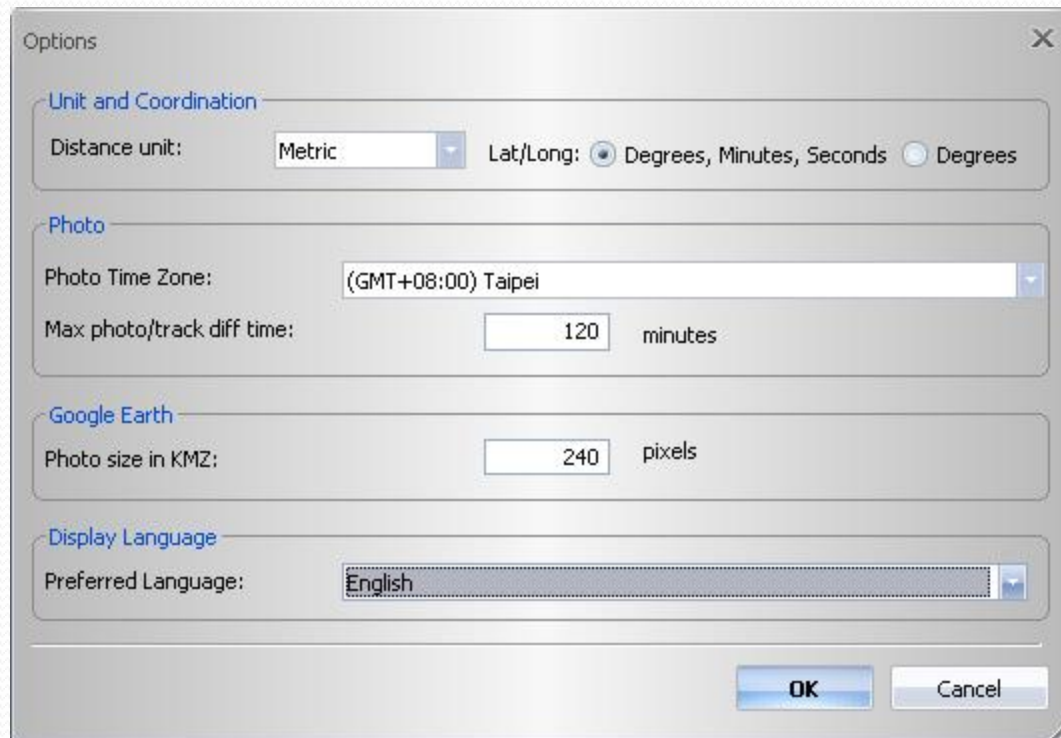 Options
Unit and Coordination
Distance unit: Metric Lat/Long: Degrees, Minutes, Seconds Degrees
Photo
Photo Time Zone: (GMT+08:00) Taipei
Max photo/track diff time: 120 minutes
Google Earth
Photo size in KMZ: 240 pixels
Display Language
Preferred Language: English
OK Cancel